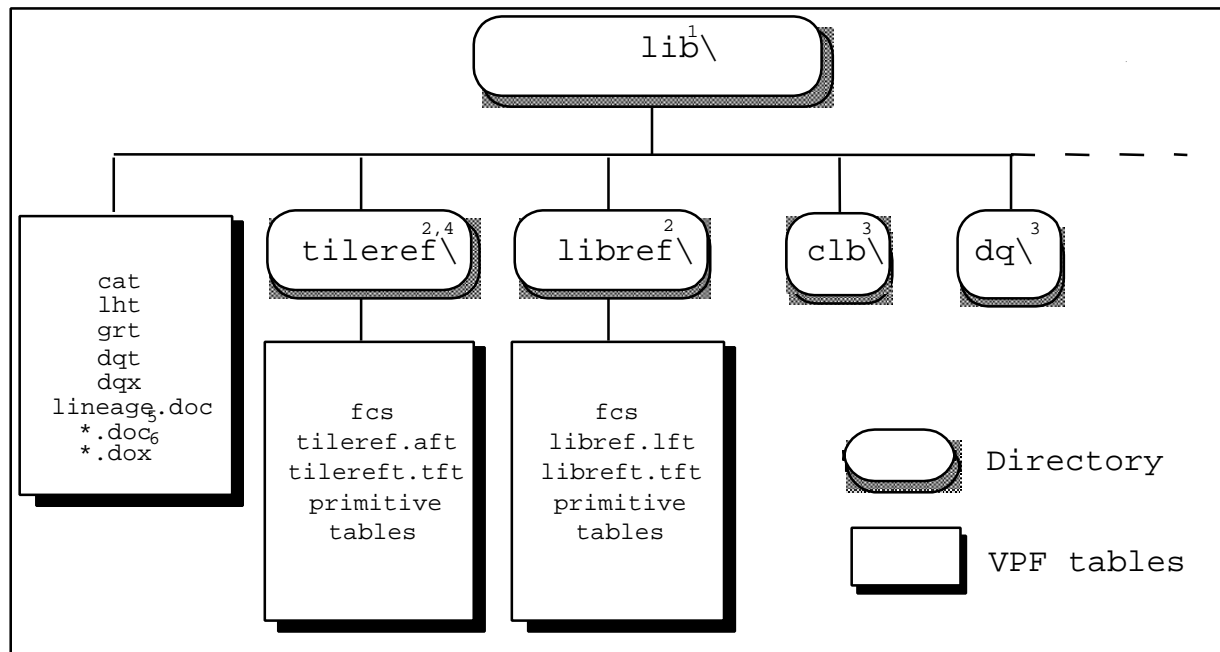 lib\ 1
tileref\ 2,4
libref\ 2
clb\ 3
dq\ 3
cat
lht
grt
dqt
dqx
lineage.doc
*.doc 5
*.dox 6
fcs
tileref.aft
tilereft.tft
primitive
tables
fcs
libref.lft
libreft.tft
primitive
tables
Directory
VPF tables